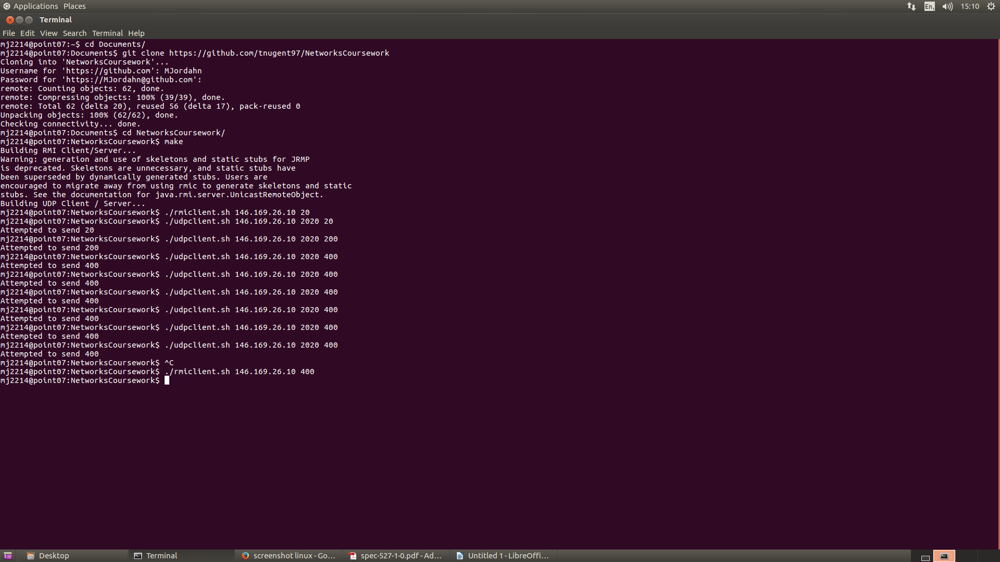 Applications Places
En1 15:10
Terminal
File Edit View Search Terminal Help
mj2214@point07:~$ cd Documents/
mj2214@point07:Documents$ git clone https://github.com/tnugent97/NetworksCoursework
Cloning into 'NetworksCoursework'...
Username for 'https://github.com': MJordahn
Password for 'https://MJordahn@github.com':
remote: Counting objects: 62, done.
remote: Compressing objects: 100% (39/39), done.
remote: Total 62 (delta 20), reused 56 (delta 17), pack-reused 0
Unpacking objects: 100% (62/62), done.
Checking connectivity... done.
mj2214@point07:Documents$ cd NetworksCoursework/
mj2214@point07:NetworksCoursework$ make
Building RMI Client/Server...
Warning: generation and use of skeletons and static stubs for JRMP
is deprecated. Skeletons are unnecessary, and static stubs have
been superseded by dynamically generated stubs. Users are
encouraged to migrate away from using rmic to generate skeletons and static
stubs. See the documentation for java.rmi.server.UnicastRemoteObject.
Building UDP Client / Server...
mj2214@point07:NetworksCoursework$ ./rmiclient.sh 146.169.26.10 20
mj2214@point07:NetworksCoursework$ ./udpclient.sh 146.169.26.10 2020 20
Attempted to send 20
mj2214@point07:NetworksCoursework$ ./udpclient.sh 146.169.26.10 2020 200
Attempted to send 200
mj2214@point07:NetworksCoursework$ ./udpclient.sh 146.169.26.10 2020 400
Attempted to send 400
mj2214@point07:NetworksCoursework$ ./udpclient.sh 146.169.26.10 2020 400
Attempted to send 400
mj2214@point07:NetworksCoursework$ ./udpclient.sh 146.169.26.10 2020 400
Attempted to send 400
mj2214@point07:NetworksCoursework$ ./udpclient.sh 146.169.26.10 2020 400
Attempted to send 400
mj2214@point07:NetworksCoursework$ ./udpclient.sh 146.169.26.10 2020 400
Attempted to send 400
mj2214@point07:NetworksCoursework$ ./udpclient.sh 146.169.26.10 2020 400
Attempted to send 400
mj2214@point07:NetworksCoursework$ ^C
mj2214@point07:NetworksCoursework$ ./rmiclient.sh 146.169.26.10 400
mj2214@point07:NetworksCoursework$
Desktop Terminal screenshot linux - Go... spec-527-1-0.pdf - Ad... Untitled 1 - LibreOffi...